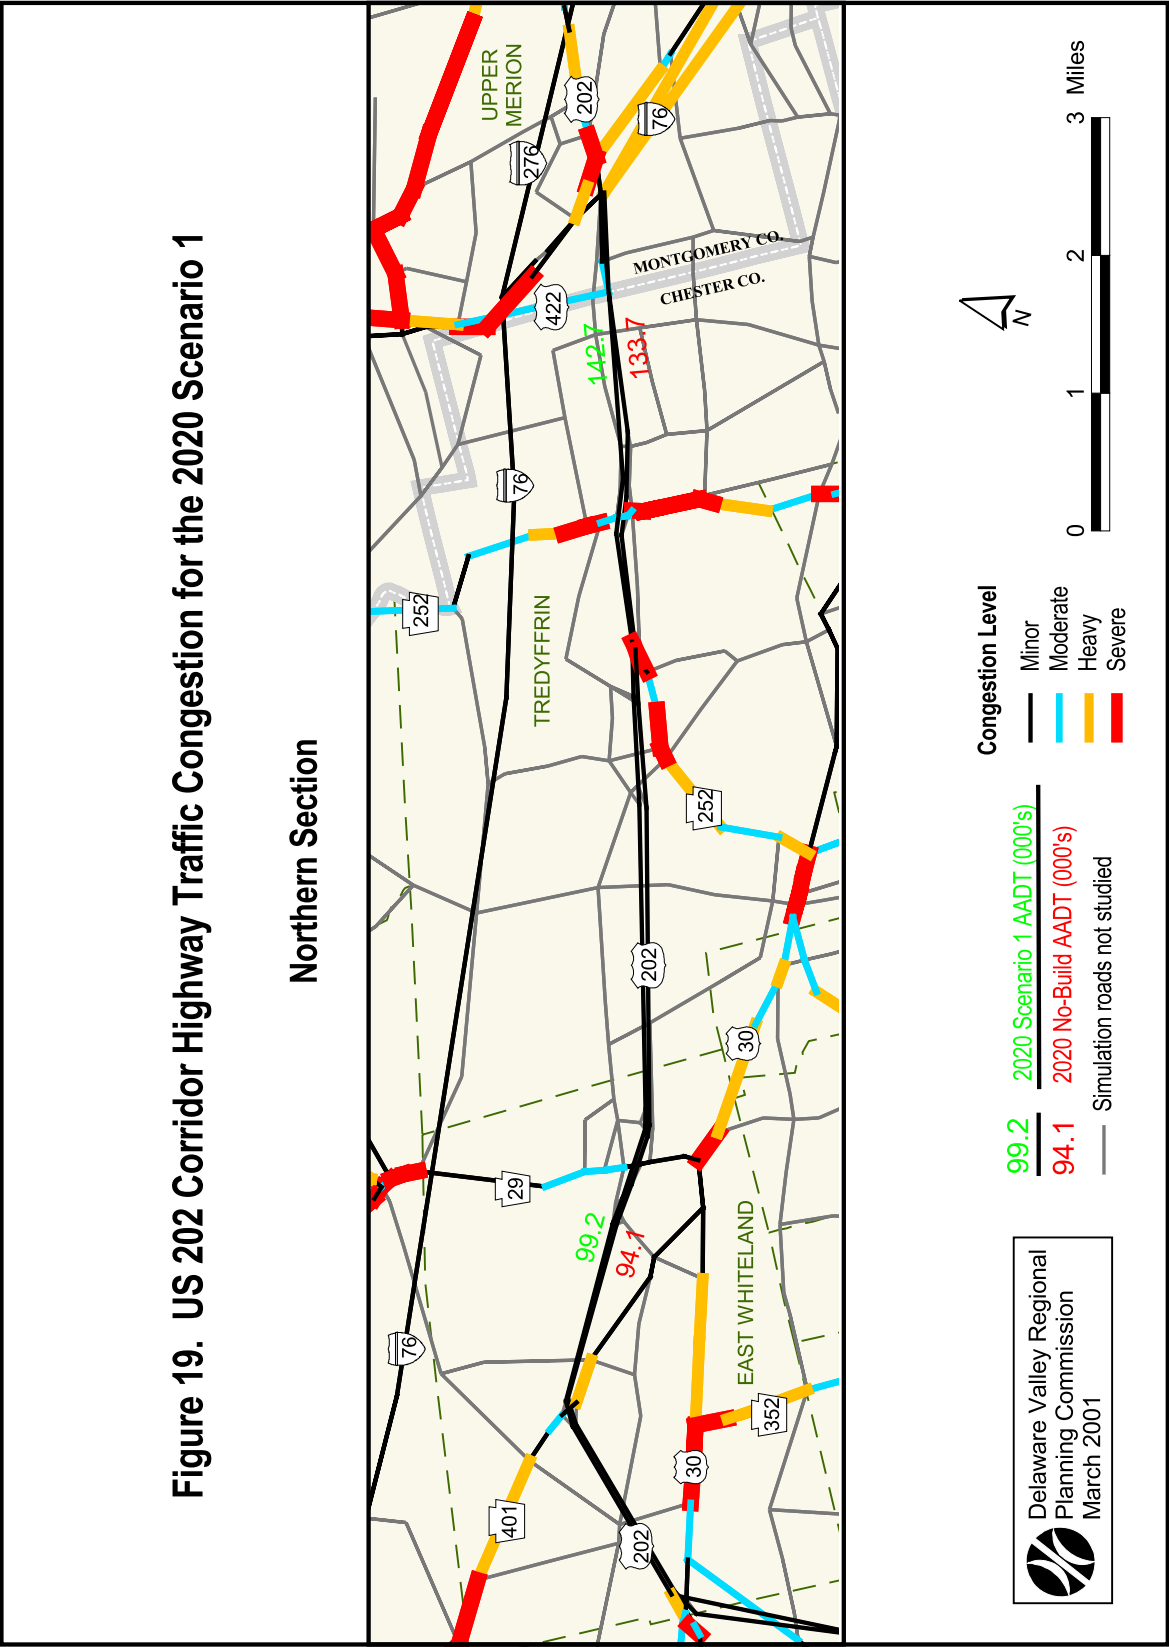 Figure 19. US 202 Corridor Highway Traffic Congestion for the 2020 Scenario 1
Northern Section
UPPER
MERION
202
76
276
MONTGOMERY CO.
CHESTER CO.
422
142.7
133.7
76
252
TREDYFFRIN
252
202
30
29
99.2
94.1
EAST WHITELAND
76
352
30
401
202
Delaware Valley Regional
Planning Commission
March 2001
99.2 2020 Scenario 1 AADT (000's)
94.1 2020 No-Build AADT (000's)
Simulation roads not studied
Congestion Level
Minor
Moderate
Heavy
Severe
N
0 1 2 3 Miles